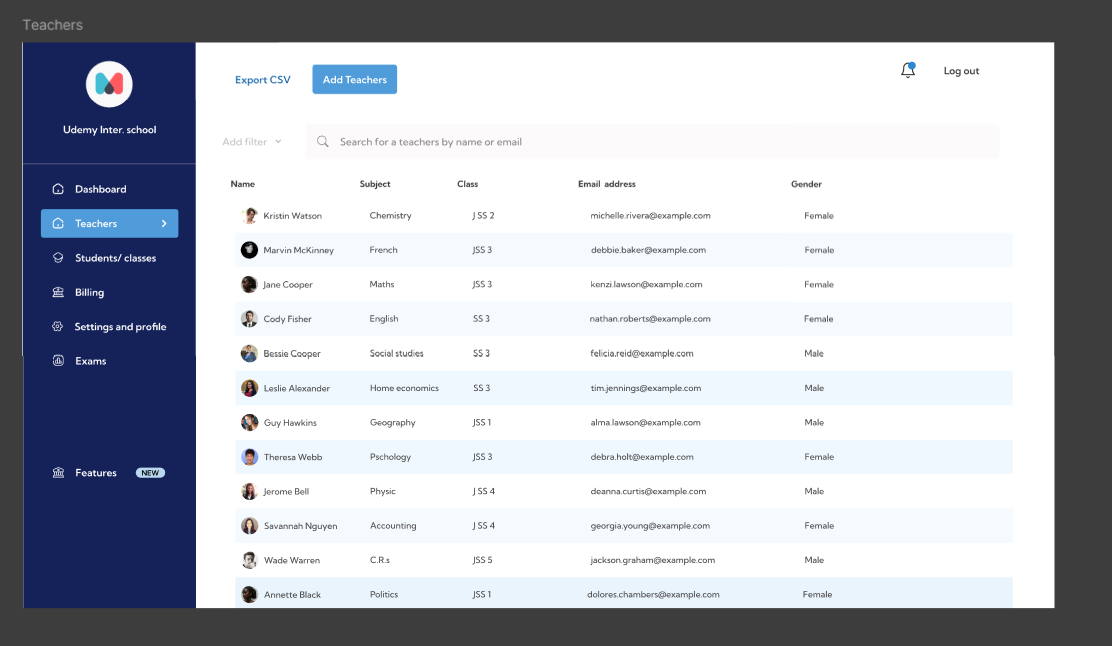 Teachers
Export CSV Add Teachers Log out
Udemy Inter. school
Add filter Search for a teachers by name or email
Dashboard
Teachers
Students/ classes
Billing
Settings and profile
Exams
Features NEW
Name Subject Class Email address Gender
Kristin Watson Chemistry J SS 2 michelle.rivera@example.com Female
Marvin McKinney French JSS 3 debbie.baker@example.com Female
Jane Cooper Maths JSS 3 kenzi.lawson@example.com Female
Cody Fisher English SS 3 nathan.roberts@example.com Female
Bessie Cooper Social studies SS 3 felicia.reid@example.com Male
Leslie Alexander Home economics SS 3 tim.jennings@example.com Male
Guy Hawkins Geography JSS 1 alma.lawson@example.com Male
Theresa Webb Pschology JSS 3 debra.holt@example.com Female
Jerome Bell Physic J SS 4 deanna.curtis@example.com Male
Savannah Nguyen Accounting J SS 4 georgia.young@example.com Female
Wade Warren C.R.s JSS 5 jackson.graham@example.com Male
Annette Black Politics JSS 1 dolores.chambers@example.com Female